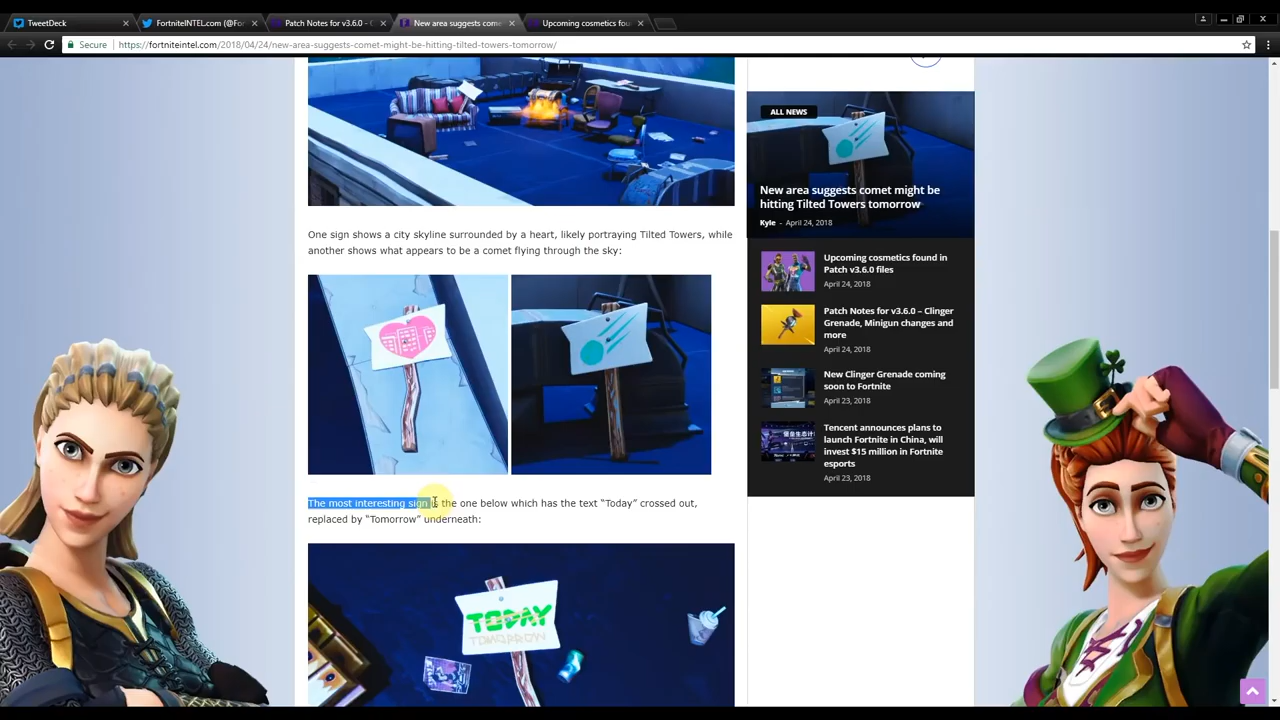 TweetDeck
FortniteINTEL.com (@For
Patch Notes for v3.6.0 - C
New area suggests come
Upcoming cosmetics fou
Secure
https://fortniteintel.com/2018/04/24/new-area-suggests-comet-might-be-hitting-tilted-towers-tomorrow/
One sign shows a city skyline surrounded by a heart, likely portraying Tilted Towers, while
another shows what appears to be a comet flying through the sky:
The most interesting sign is the one below which has the text “Today” crossed out,
replaced by “Tomorrow” underneath:
TODAY
TOMORROW
ALL NEWS
New area suggests comet might be
hitting Tilted Towers tomorrow
Kyle - April 24, 2018
Upcoming cosmetics found in
Patch v3.6.0 files
April 24, 2018
Patch Notes for v3.6.0 – Clinger
Grenade, Minigun changes and
more
April 24, 2018
New Clinger Grenade coming
soon to Fortnite
April 23, 2018
Tencent announces plans to
launch Fortnite in China, will
invest $15 million in Fortnite
esports
April 23, 2018